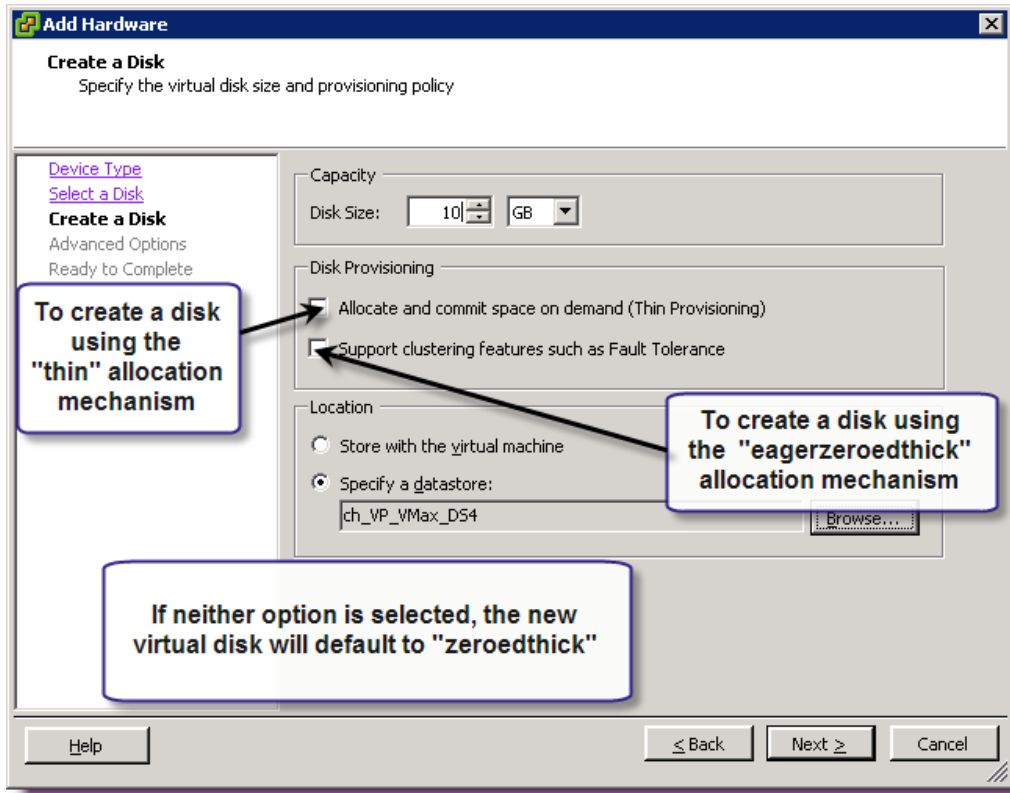 Add Hardware
Create a Disk
Specify the virtual disk size and provisioning policy
Device Type
Select a Disk
Create a Disk
Advanced Options
Ready to Complete
Capacity
Disk Size: 10 GB
Disk Provisioning
Allocate and commit space on demand (Thin Provisioning)
Support clustering features such as Fault Tolerance
Location
Store with the virtual machine
Specify a datastore:
ch_VP_VMax_DS4
Browse...
To create a disk
using the
"thin" allocation
mechanism
To create a disk using
the "eagerzeroedthick"
allocation mechanism
If neither option is selected, the new
virtual disk will default to "zeroedthick"
Help
< Back
Next >
Cancel